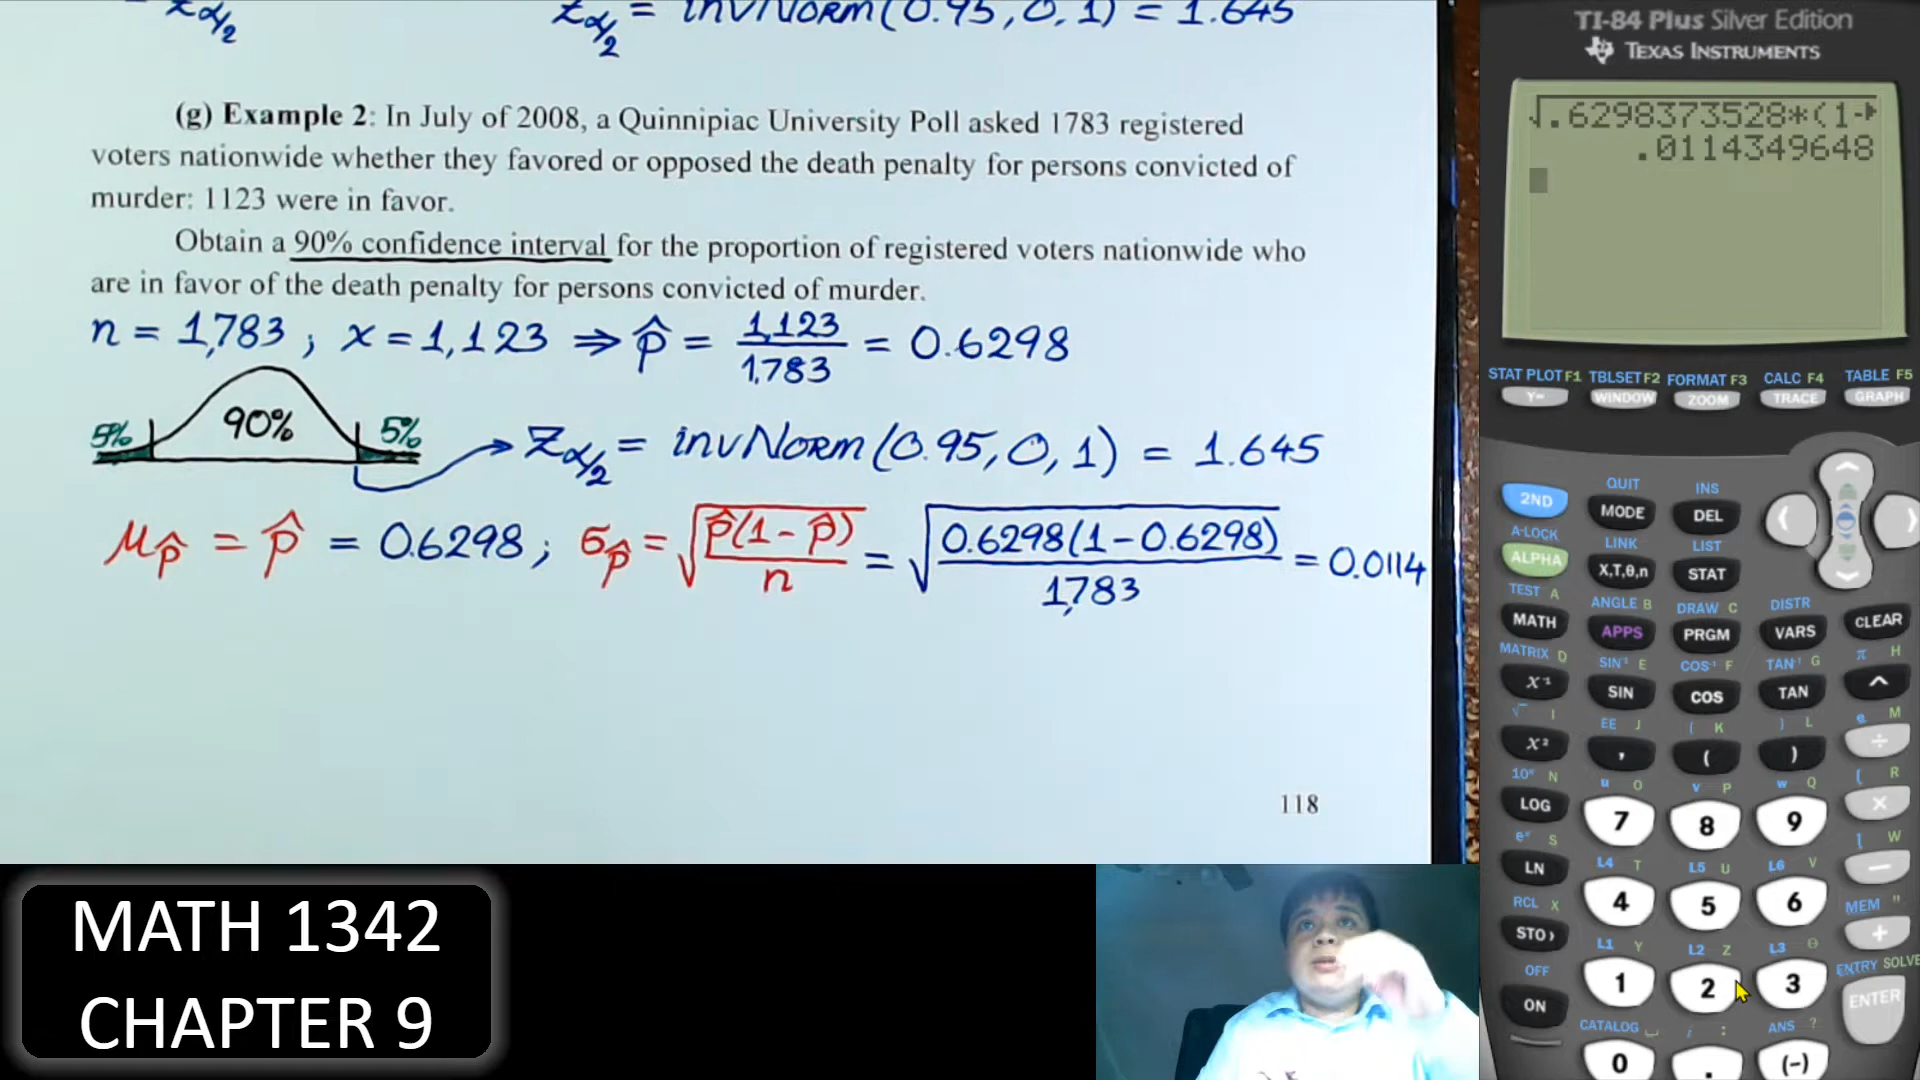 zα/2 zα/2 = invNorm(0.95, 0, 1) = 1.645
(g) Example 2: In July of 2008, a Quinnipiac University Poll asked 1783 registered
voters nationwide whether they favored or opposed the death penalty for persons convicted of
murder: 1123 were in favor.
Obtain a 90% confidence interval for the proportion of registered voters nationwide who
are in favor of the death penalty for persons convicted of murder.
n = 1,783 ; x = 1,123 ⇒ p̂ = 1,123/1,783 = 0.6298
5% 90% 5% zα/2 = invNorm(0.95, 0, 1) = 1.645
μp̂ = p̂ = 0.6298 ; σp̂ = √(p̂(1-p̂)/n) = √(0.6298(1-0.6298)/1,783) = 0.0114
118
MATH 1342
CHAPTER 9
TI-84 Plus Silver Edition
TEXAS INSTRUMENTS
√.6298373528*(1-
.0114349648
STAT PLOT F1 TBLSET F2 FORMAT F3 CALC F4 TABLE F5
Y= WINDOW ZOOM TRACE GRAPH
QUIT INS
2ND MODE DEL
A-LOCK LINK LIST
ALPHA X,T,θ,n STAT
TEST A ANGLE B DRAW C DISTR
MATH APPS PRGM VARS CLEAR
MATRIX D SIN⁻¹ E COS⁻¹ F TAN⁻¹ G π H
x⁻¹ SIN COS TAN ^
√ I EE J { K } L e M
x² , ( ) ÷
10ˣ N u O v P w Q [ R
LOG 7 8 9 ×
eˣ S L4 T L5 U L6 V ] W
LN 4 5 6 −
RCL X L1 Y L2 Z L3 θ MEM "
STO› 1 2 3 +
OFF CATALOG ⎵ i : ANS ? ENTRY SOLVE
ON 0 . (−) ENTER